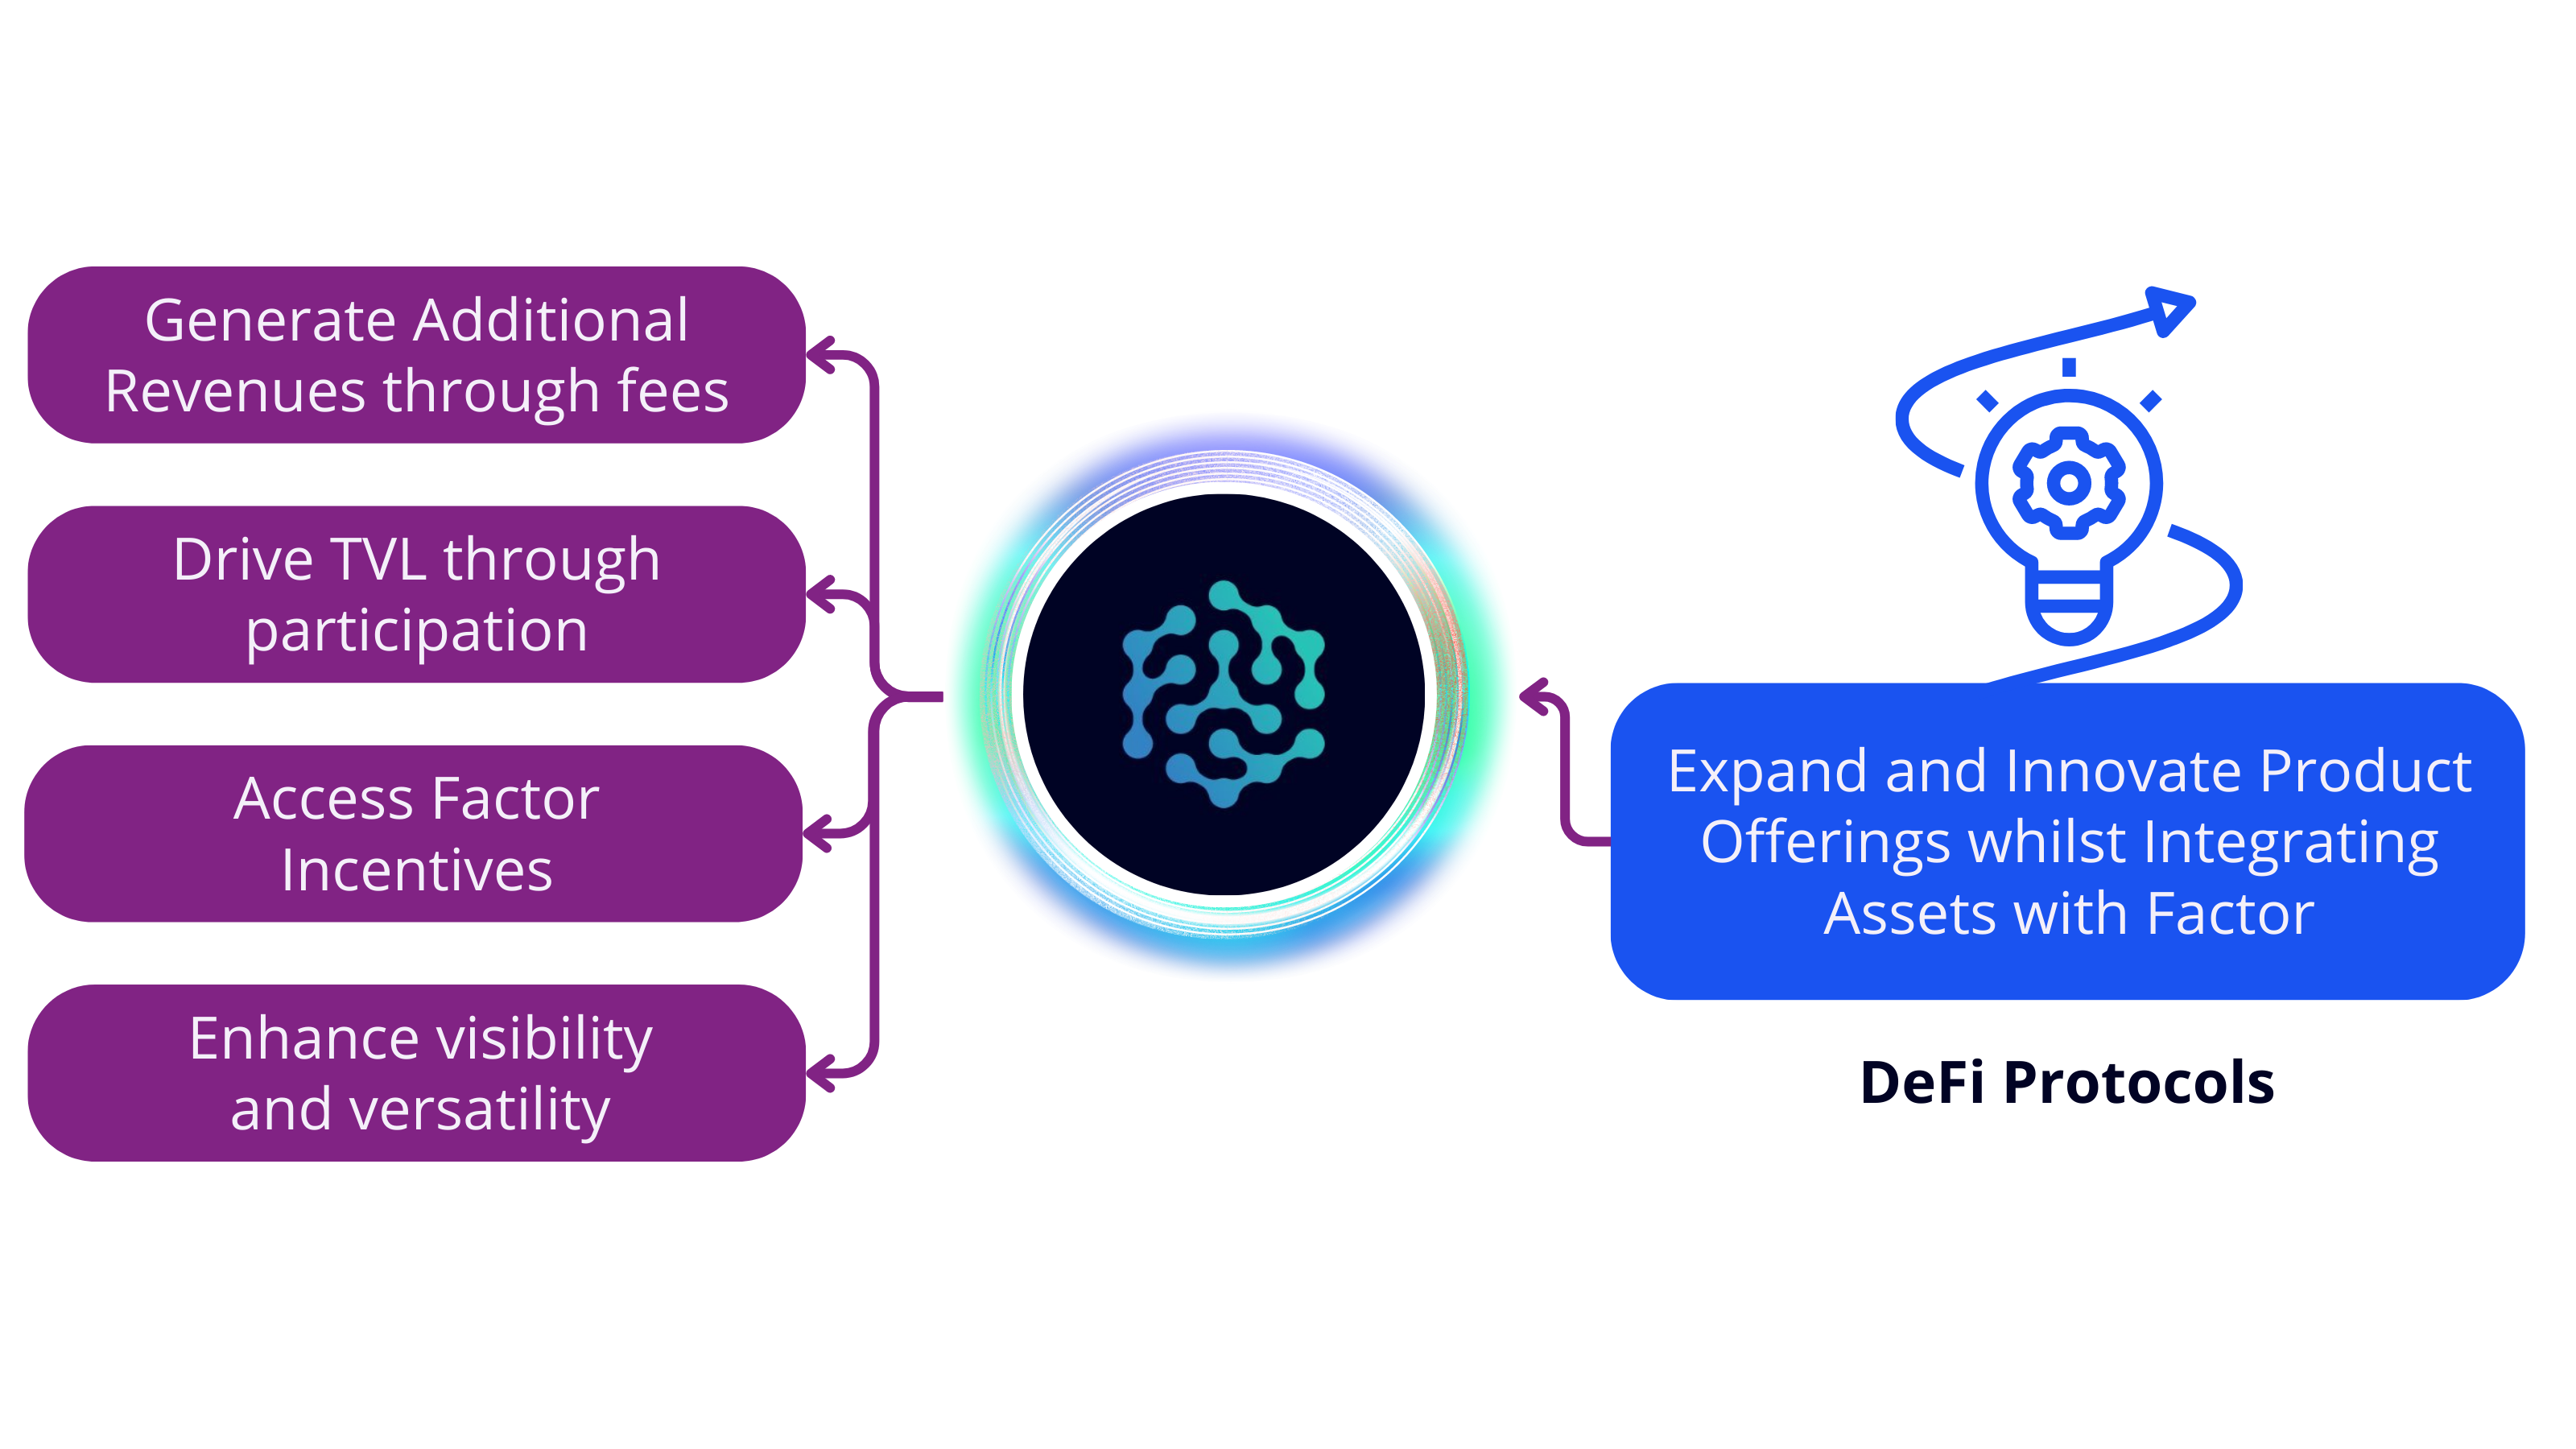 Generate Additional
Revenues through fees
Drive TVL through
participation
Access Factor
Incentives
Enhance visibility
and versatility
Expand and Innovate Product
Offerings whilst Integrating
Assets with Factor
DeFi Protocols